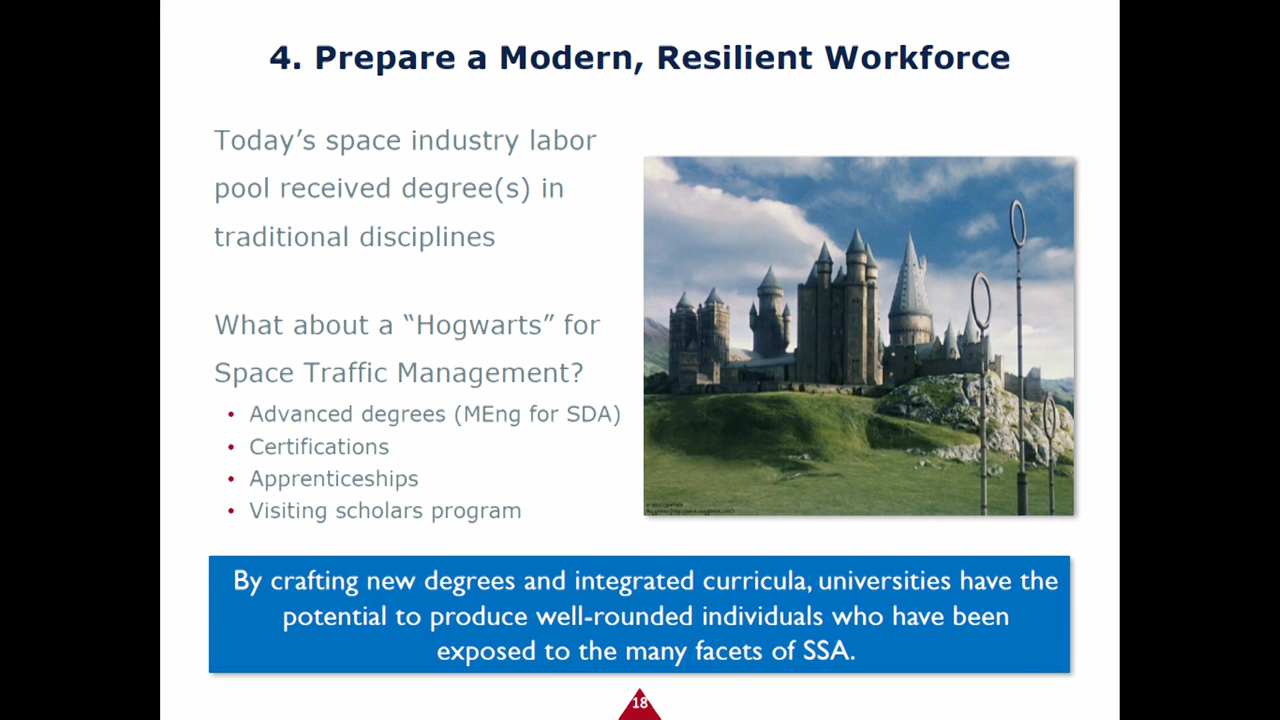 4. Prepare a Modern, Resilient Workforce
Today's space industry labor
pool received degree(s) in
traditional disciplines
What about a “Hogwarts” for
Space Traffic Management?
• Advanced degrees (MEng for SDA)
• Certifications
• Apprenticeships
• Visiting scholars program
By crafting new degrees and integrated curricula, universities have the
potential to produce well-rounded individuals who have been
exposed to the many facets of SSA.
18